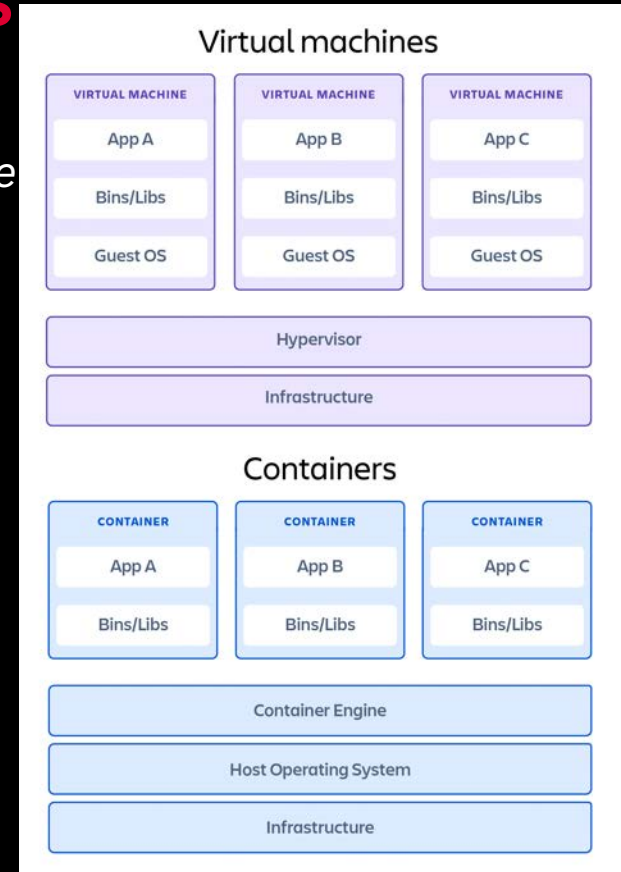 Virtual machines
VIRTUAL MACHINE VIRTUAL MACHINE VIRTUAL MACHINE
App A App B App C
e
Bins/Libs Bins/Libs Bins/Libs
Guest OS Guest OS Guest OS
Hypervisor
Infrastructure
Containers
CONTAINER CONTAINER CONTAINER
App A App B App C
Bins/Libs Bins/Libs Bins/Libs
Container Engine
Host Operating System
Infrastructure